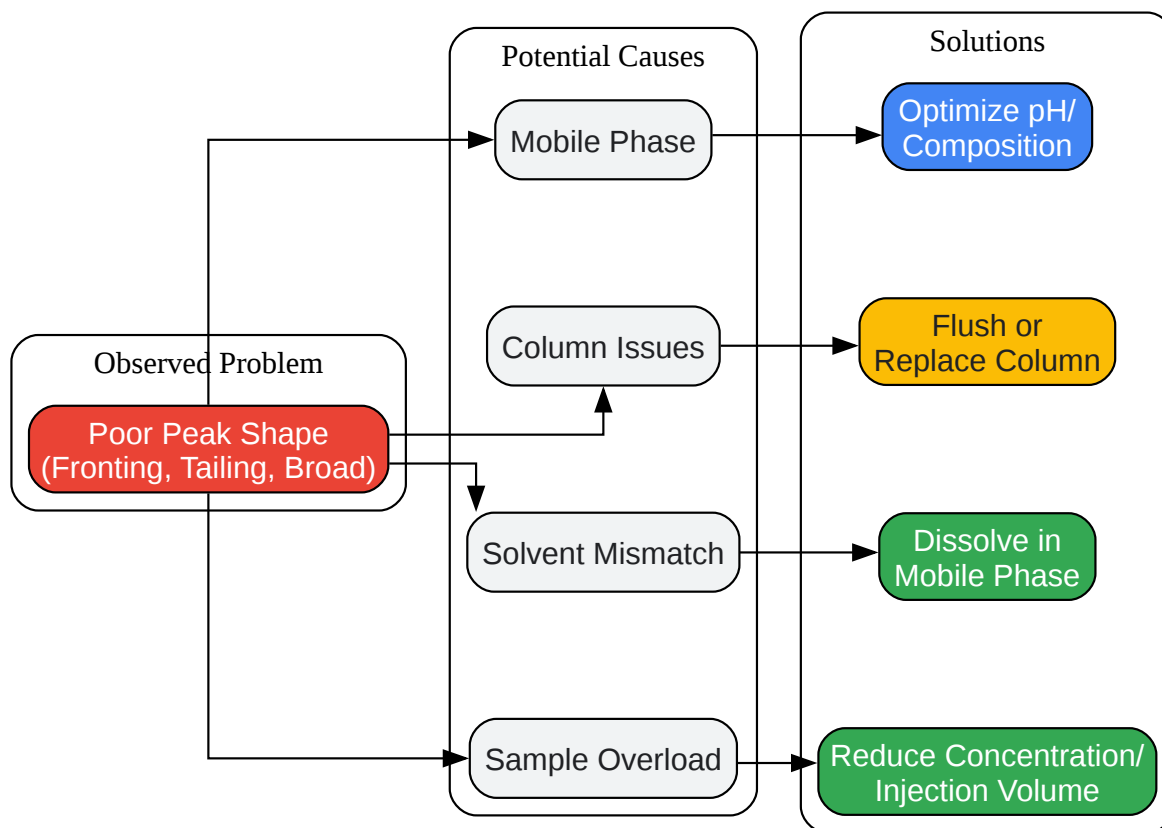 Observed Problem
Poor Peak Shape
(Fronting, Tailing, Broad)
Potential Causes
Mobile Phase
Column Issues
Solvent Mismatch
Sample Overload
Solutions
Optimize pH/
Composition
Flush or
Replace Column
Dissolve in
Mobile Phase
Reduce Concentration/
Injection Volume